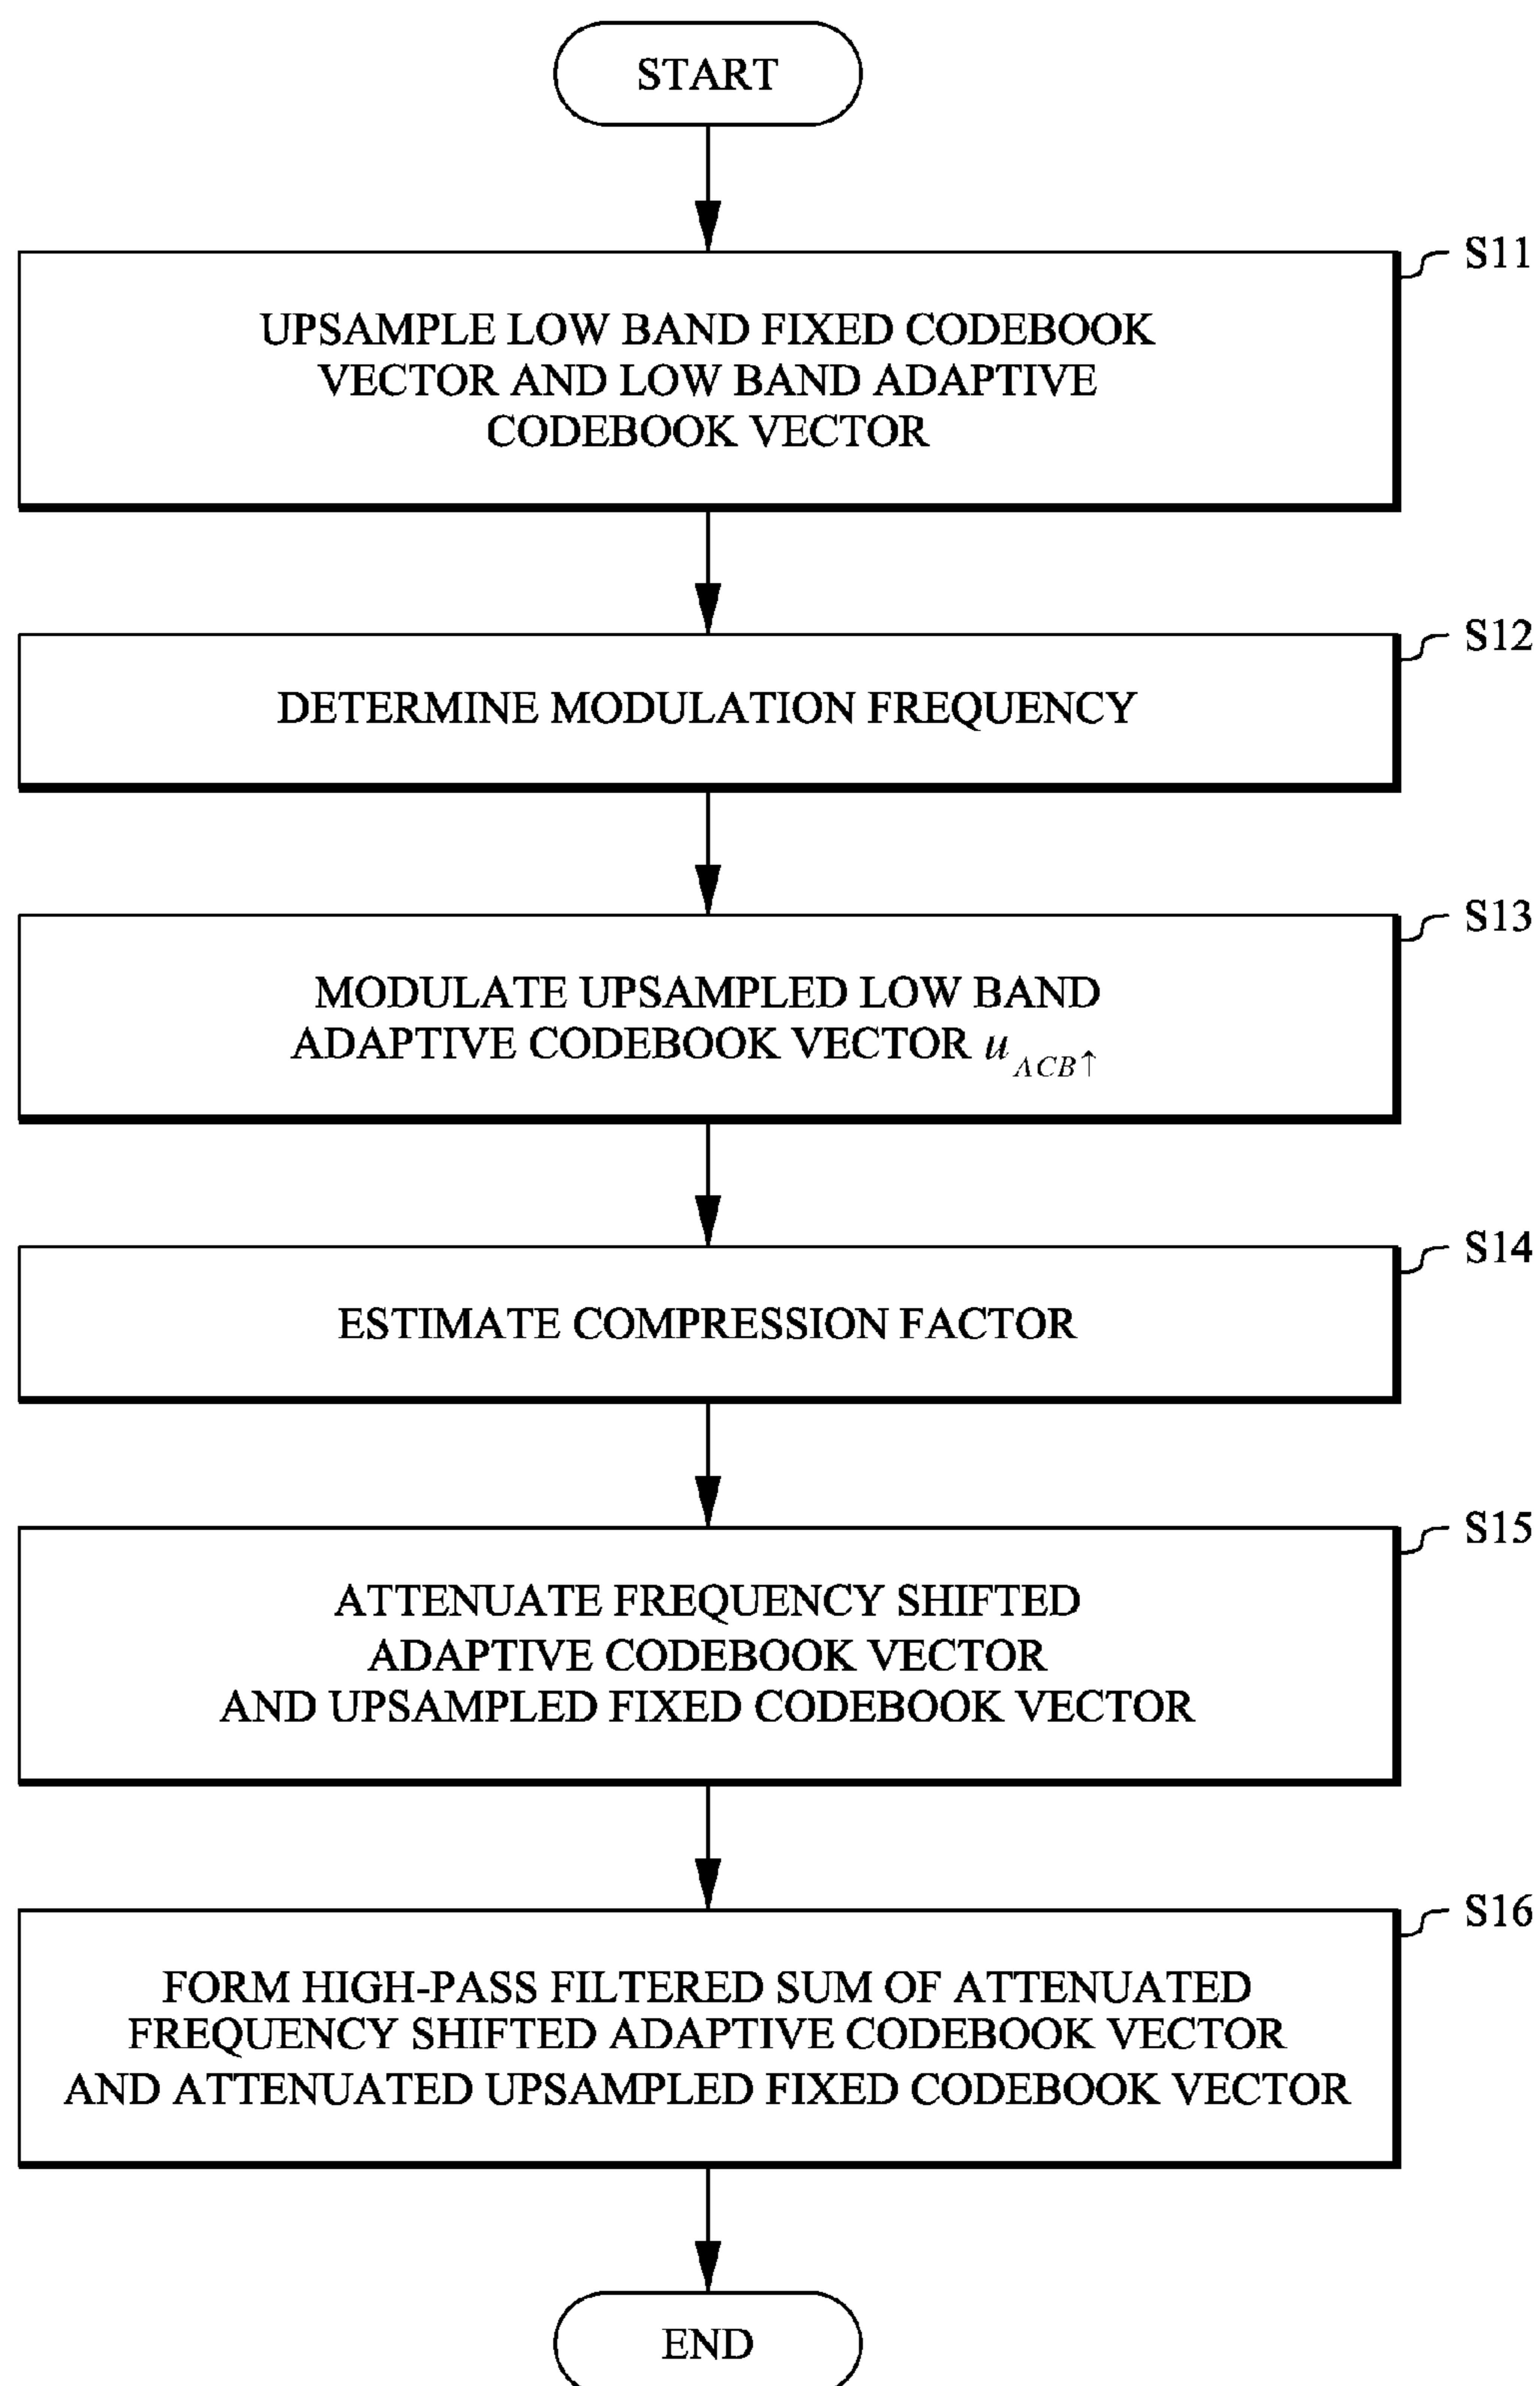 START
S11
UPSAMPLE LOW BAND FIXED CODEBOOK
VECTOR AND LOW BAND ADAPTIVE
CODEBOOK VECTOR
S12
DETERMINE MODULATION FREQUENCY
S13
MODULATE UPSAMPLED LOW BAND
ADAPTIVE CODEBOOK VECTOR u ACB↑
S14
ESTIMATE COMPRESSION FACTOR
S15
ATTENUATE FREQUENCY SHIFTED
ADAPTIVE CODEBOOK VECTOR
AND UPSAMPLED FIXED CODEBOOK VECTOR
S16
FORM HIGH-PASS FILTERED SUM OF ATTENUATED
FREQUENCY SHIFTED ADAPTIVE CODEBOOK VECTOR
AND ATTENUATED UPSAMPLED FIXED CODEBOOK VECTOR
END